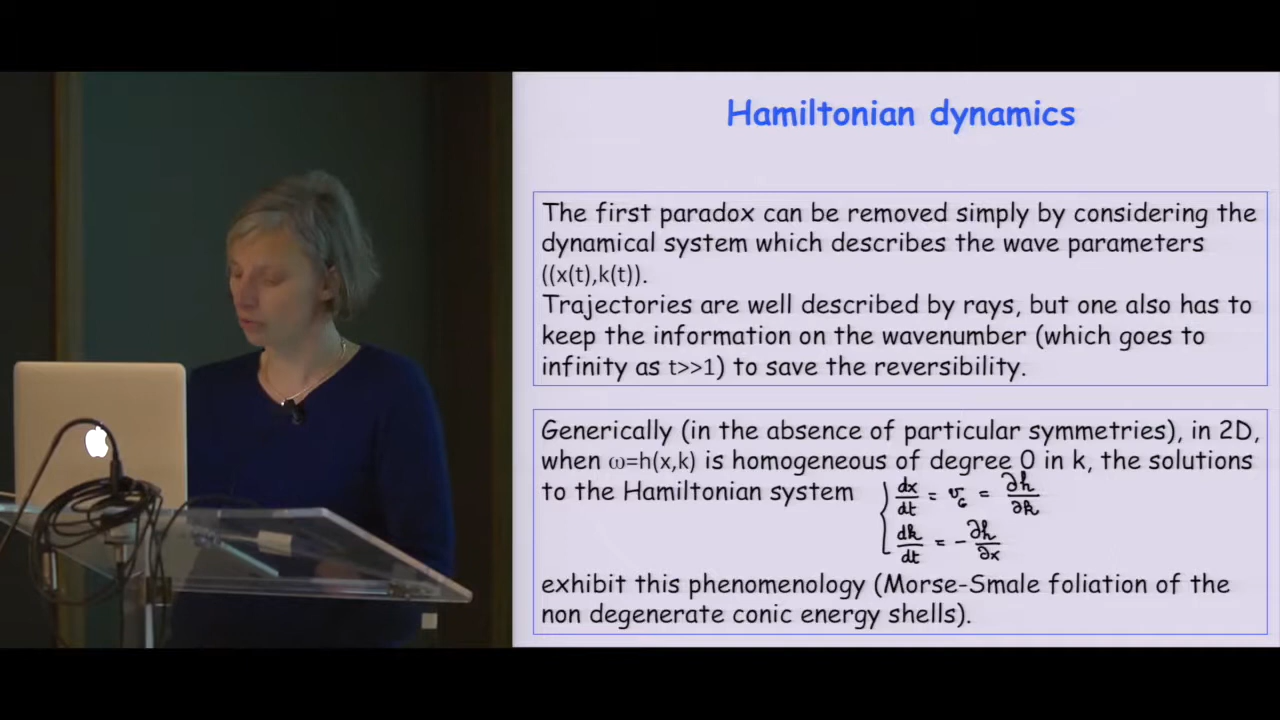 Hamiltonian dynamics
The first paradox can be removed simply by considering the
dynamical system which describes the wave parameters
((x(t),k(t)).
Trajectories are well described by rays, but one also has to
keep the information on the wavenumber (which goes to
infinity as t>>1) to save the reversibility.
Generically (in the absence of particular symmetries), in 2D,
when ω=h(x,k) is homogeneous of degree 0 in k, the solutions
to the Hamiltonian system
dx/dt = v_G = ∂h/∂k
dk/dt = -∂h/∂x
exhibit this phenomenology (Morse-Smale foliation of the
non degenerate conic energy shells).